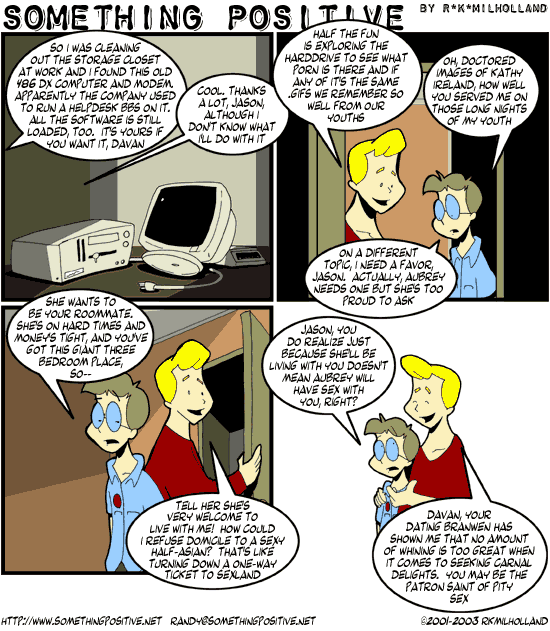 SOMETHING POSITIVE
BY R*K*MILHOLLAND
SO I WAS CLEANING
OUT THE STORAGE CLOSET
AT WORK AND I FOUND THIS OLD
486 DX COMPUTER AND MODEM.
APPARENTLY THE COMPANY USED
TO RUN A HELPDESK BBS ON IT.
ALL THE SOFTWARE IS STILL
LOADED, TOO. IT'S YOURS IF
YOU WANT IT, DAVAN
COOL. THANKS
A LOT, JASON,
ALTHOUGH I
DON'T KNOW WHAT
I'LL DO WITH IT
HALF THE FUN
IS EXPLORING THE
HARDDRIVE TO SEE WHAT
PORN IS THERE AND IF
ANY OF IT'S THE SAME
.GIFS WE REMEMBER SO
WELL FROM OUR
YOUTHS
OH, DOCTORED
IMAGES OF KATHY
IRELAND, HOW WELL
YOU SERVED ME ON
THOSE LONG NIGHTS
OF MY YOUTH
ON A DIFFERENT
TOPIC, I NEED A FAVOR,
JASON. ACTUALLY, AUBREY
NEEDS ONE BUT SHE'S TOO
PROUD TO ASK
SHE WANTS TO
BE YOUR ROOMMATE.
SHE'S ON HARD TIMES AND
MONEY'S TIGHT, AND YOU'VE
GOT THIS GIANT THREE
BEDROOM PLACE,
SO--
TELL HER SHE'S
VERY WELCOME TO
LIVE WITH ME! HOW COULD
I REFUSE DOMICILE TO A SEXY
HALF-ASIAN? THAT'S LIKE
TURNING DOWN A ONE-WAY
TICKET TO SEXLAND
JASON, YOU
DO REALIZE JUST
BECAUSE SHE'LL BE
LIVING WITH YOU DOESN'T
MEAN AUBREY WILL
HAVE SEX WITH
YOU, RIGHT?
DAVAN, YOUR
DATING BRANWEN HAS
SHOWN ME THAT NO AMOUNT
OF WHINING IS TOO GREAT WHEN
IT COMES TO SEEKING CARNAL
DELIGHTS. YOU MAY BE THE
PATRON SAINT OF PITY
SEX
HTTP://WWW.SOMETHINGPOSITIVE.NET RANDY@SOMETHINGPOSITIVE.NET ©2001-2003 RKMILHOLLAND